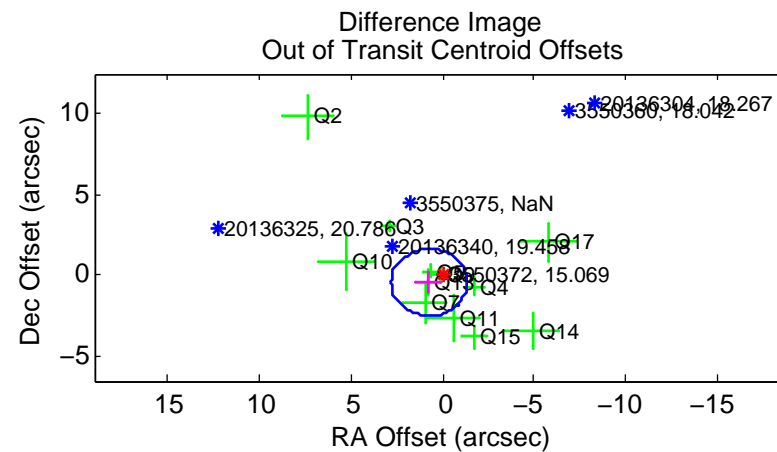 Difference Image
Out of Transit Centroid Offsets
20136304, 18.267
3550360, 18.042
Q2
3550375, NaN
20136325, 20.786
Q3
20136340, 19.458
Q17
Q10
3550372, 15.069
Q13
Q4
Q7
Q11
Q15
Q14
10
5
0
−5
15
10
5
0
−5
−10
−15
Dec Offset (arcsec)
RA Offset (arcsec)